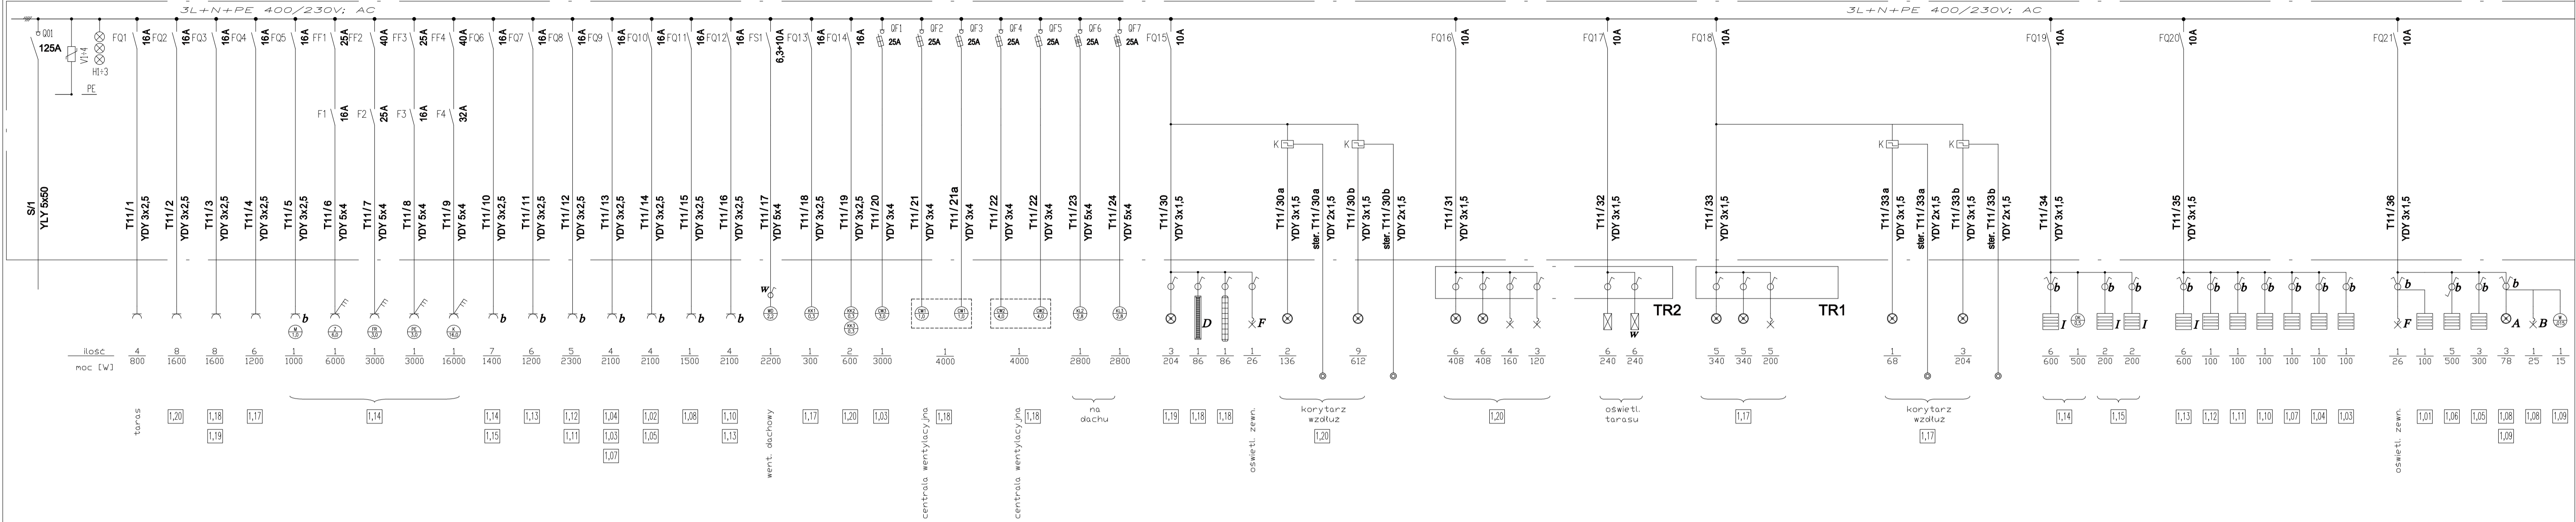 3L+N+PE 400/230V; AC
3L+N+PE 400/230V; AC
Q01
125A
V1÷4
H1÷3
PE
FQ1 16A
FQ2 16A
FQ3 16A
FQ4 16A
FQ5 16A
FF1 25A
FF2 40A
FF3 25A
FF4 40A
FQ6 16A
FQ7 16A
FQ8 16A
FQ9 16A
FQ10 16A
FQ11 16A
FQ12 16A
FS1 6,3÷10A
FQ13 16A
FQ14 16A
QF1 25A
QF2 25A
QF3 25A
QF4 25A
QF5 25A
QF6 25A
QF7 25A
FQ15 10A
FQ16 10A
FQ17 10A
FQ18 10A
FQ19 10A
FQ20 10A
FQ21 10A
F1 16A
F2 25A
F3 16A
F4 32A
K
K
K
K
S/1
YLY 5x50
T11/1
YDY 3x2,5
T11/2
YDY 3x2,5
T11/3
YDY 3x2,5
T11/4
YDY 3x2,5
T11/5
YDY 3x2,5
T11/6
YDY 5x4
T11/7
YDY 5x4
T11/8
YDY 5x4
T11/9
YDY 5x4
T11/10
YDY 3x2,5
T11/11
YDY 3x2,5
T11/12
YDY 3x2,5
T11/13
YDY 3x2,5
T11/14
YDY 3x2,5
T11/15
YDY 3x2,5
T11/16
YDY 3x2,5
T11/17
YDY 5x4
T11/18
YDY 3x2,5
T11/19
YDY 3x2,5
T11/20
YDY 3x4
T11/21
YDY 3x4
T11/21a
YDY 3x4
T11/22
YDY 3x4
T11/22
YDY 3x4
T11/23
YDY 5x4
T11/24
YDY 5x4
T11/30
YDY 3x1,5
T11/30a
YDY 3x1,5
ster. T11/30a
YDY 2x1,5
T11/30b
YDY 3x1,5
ster. T11/30b
YDY 2x1,5
T11/31
YDY 3x1,5
T11/32
YDY 3x1,5
T11/33
YDY 3x1,5
T11/33a
YDY 3x1,5
ster. T11/33a
YDY 2x1,5
T11/33b
YDY 3x1,5
ster. T11/33b
YDY 2x1,5
T11/34
YDY 3x1,5
T11/35
YDY 3x1,5
T11/36
YDY 3x1,5
b b b b w
D F
TR2
w
TR1
b b b I I I
b b b b b b b I
b b b b F A B
ilość 4 8 8 6 1 1 1 1 1 7 6 5 4 4 1 4 1 1 2 1 1 1 1 1 3 1 1 1 2 9 6 6 4 3 6 6 5 5 5 1 3 6 1 2 2 6 1 1 1 1 1 1 1 1 5 3 3 1 1
moc [W] 800 1600 1600 1200 1000 6000 3000 3000 16000 1400 1200 2300 2100 2100 1500 2100 2200 300 600 3000 4000 4000 2800 2800 204 86 86 26 136 612 408 408 160 120 240 240 340 340 200 68 204 600 500 200 200 600 100 100 100 100 100 100 26 100 500 300 78 25 15
taras
1,20
1,18
1,19
1,17
1,14
1,14
1,15
1,13
1,12
1,11
1,04
1,03
1,07
1,02
1,05
1,08
1,10
1,13
went. dachowy
1,17
1,20
1,03
centrala wentylacyjna
1,18
centrala wentylacyjna
1,18
na
dachu
1,19
1,18
1,18
oświetl. zewn.
korytarz
wzdłuż
1,20
1,20
oświetl.
tarasu
1,17
korytarz
wzdłuż
1,17
1,14
1,15
1,13
1,12
1,11
1,10
1,07
1,04
1,03
oświetl. zewn.
1,01
1,06
1,05
1,08
1,09
1,08
1,09